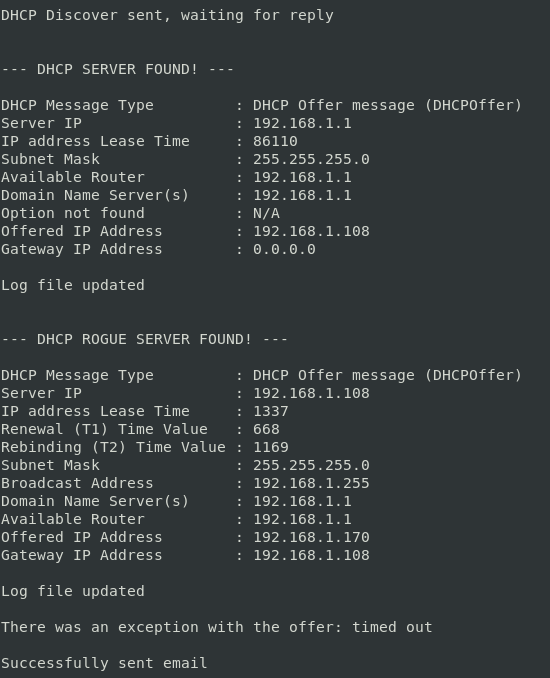 DHCP Discover sent, waiting for reply
--- DHCP SERVER FOUND! ---
DHCP Message Type         : DHCP Offer message (DHCPOffer)
Server IP                 : 192.168.1.1
IP address Lease Time     : 86110
Subnet Mask               : 255.255.255.0
Available Router          : 192.168.1.1
Domain Name Server(s)     : 192.168.1.1
Option not found          : N/A
Offered IP Address        : 192.168.1.108
Gateway IP Address        : 0.0.0.0
Log file updated
--- DHCP ROGUE SERVER FOUND! ---
DHCP Message Type         : DHCP Offer message (DHCPOffer)
Server IP                 : 192.168.1.108
IP address Lease Time     : 1337
Renewal (T1) Time Value   : 668
Rebinding (T2) Time Value : 1169
Subnet Mask               : 255.255.255.0
Broadcast Address         : 192.168.1.255
Domain Name Server(s)     : 192.168.1.1
Available Router          : 192.168.1.1
Offered IP Address        : 192.168.1.170
Gateway IP Address        : 192.168.1.108
Log file updated
There was an exception with the offer: timed out
Successfully sent email